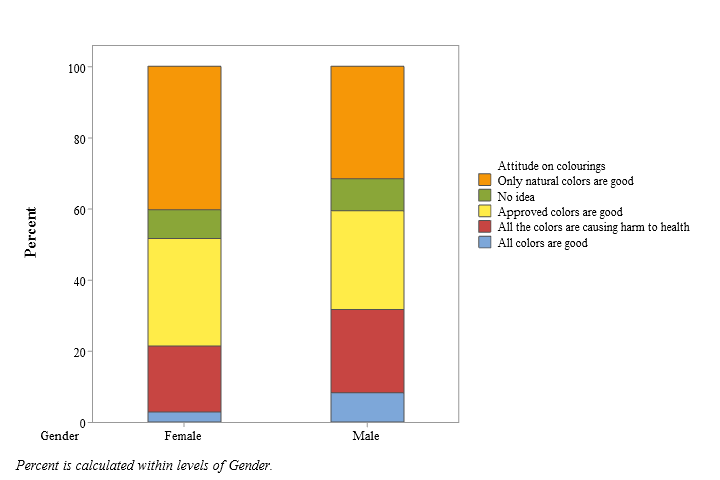 Percent
100
80
60
40
20
0
Gender
Female
Male
Attitude on colourings
Only natural colors are good
No idea
Approved colors are good
All the colors are causing harm to health
All colors are good
Percent is calculated within levels of Gender.